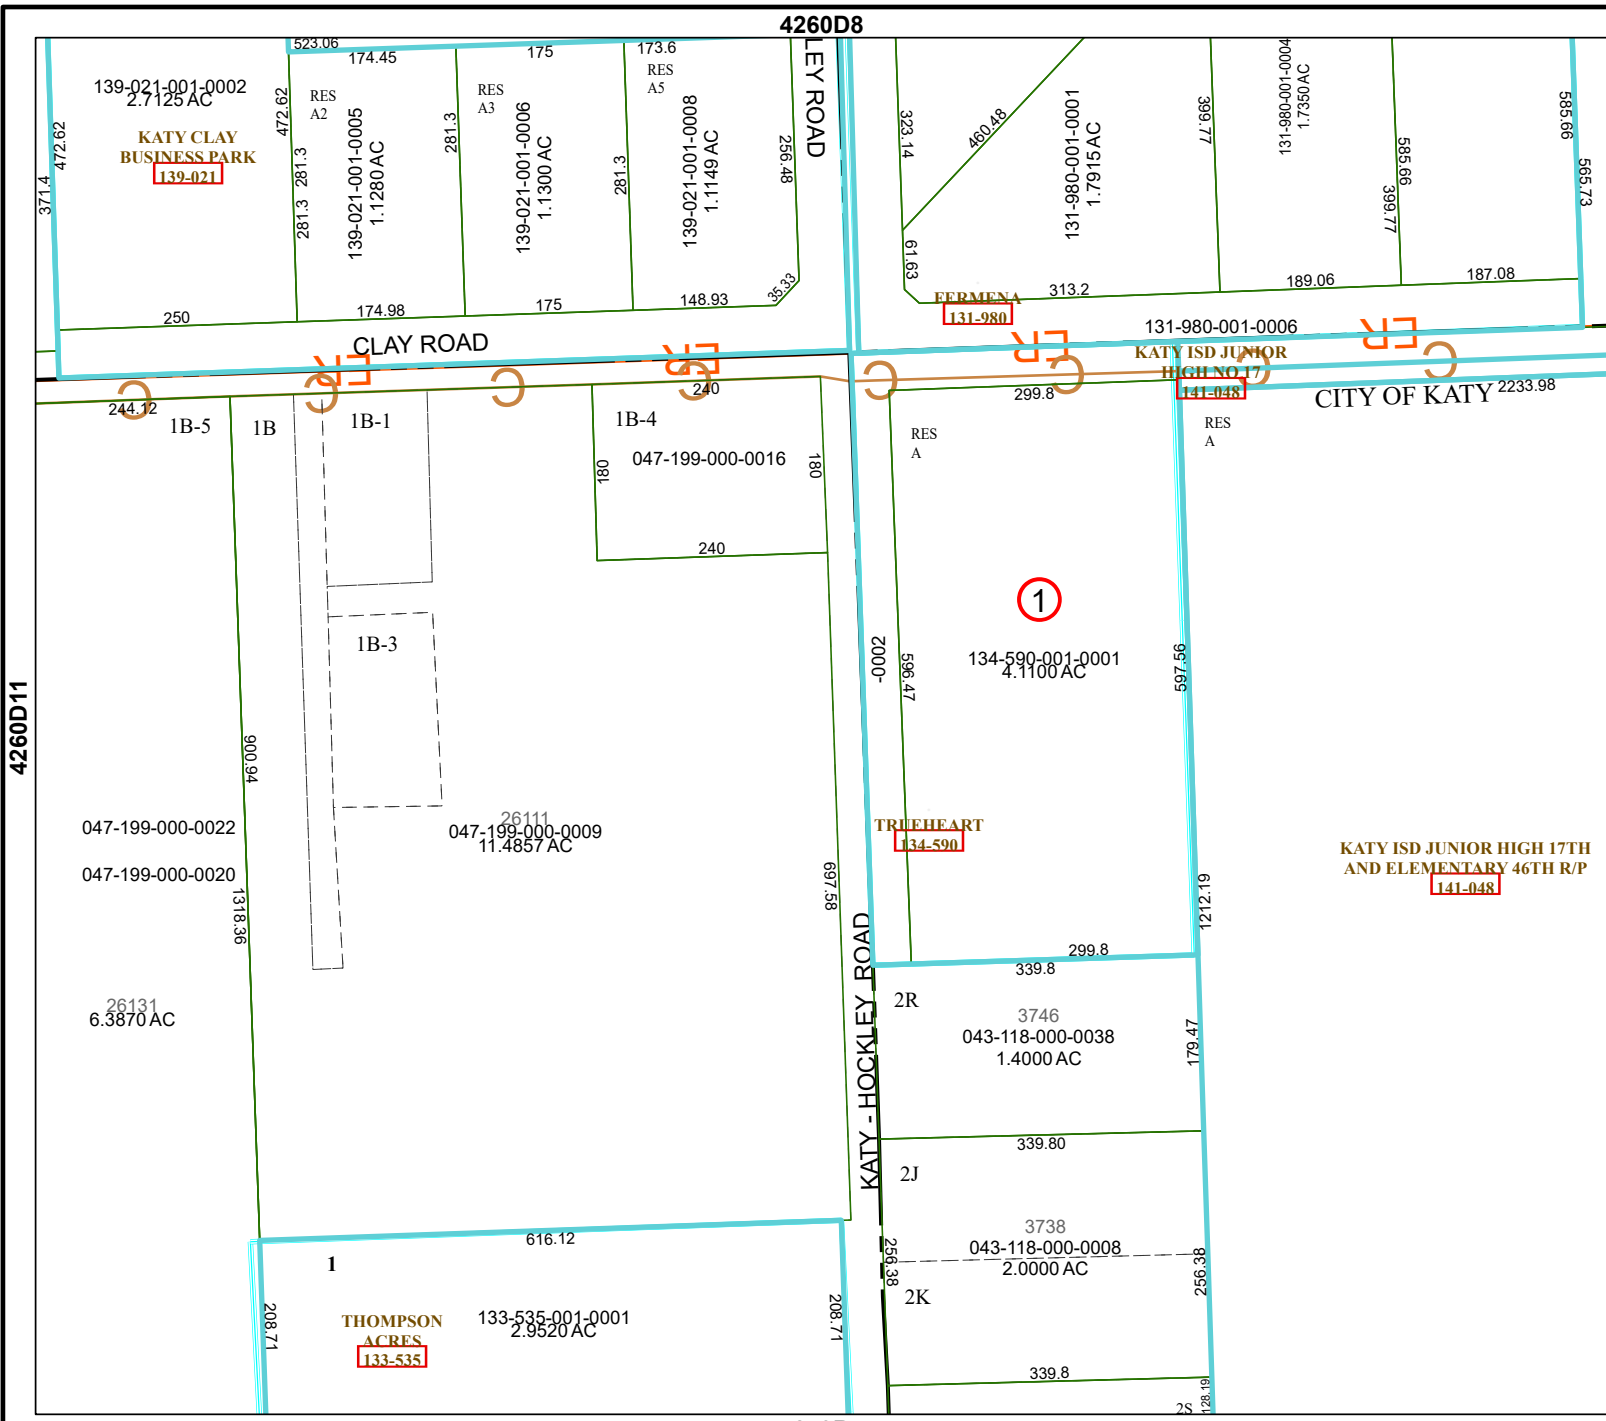 4260D8
523.06
174.45
175
173.6
LEY ROAD
139-021-001-0002
2.7125 AC
KATY CLAY
BUSINESS PARK
139-021
472.62
371.4
472.62
281.3
281.3
RES
A2
139-021-001-0005
1.1280 AC
281.3
RES
A3
139-021-001-0006
1.1300 AC
281.3
RES
A5
139-021-001-0008
1.1149 AC
256.48
35.33
323.14
460.48
61.63
131-980-001-0001
1.7915 AC
399.77
131-980-001-0004
1.7350 AC
585.66
399.77
585.66
565.73
250
174.98
175
148.93
FERMENA
131-980
313.2
189.06
187.08
CLAY ROAD
131-980-001-0006
ER
ER
ER
ER
KATY ISD JUNIOR
HIGH NO 17
141-048
C
C
C
C
C
C
C
C
CITY OF KATY
2233.98
244.12
240
299.8
1B-5
1B
1B-1
1B-4
047-199-000-0016
180
180
240
RES
A
RES
A
1
1B-3
-0002
596.47
134-590-001-0001
4.1100 AC
597.56
4260D11
900.94
047-199-000-0022
047-199-000-0020
1318.36
26111
047-199-000-0009
11.4857 AC
697.58
TRUEHEART
134-590
KATY ISD JUNIOR HIGH 17TH
AND ELEMENTARY 46TH R/P
141-048
1212.19
299.8
339.8
KATY - HOCKLEY ROAD
26131
6.3870 AC
2R
3746
043-118-000-0038
1.4000 AC
179.47
339.80
2J
3738
043-118-000-0008
2.0000 AC
256.38
256.38
2K
616.12
1
208.71
208.71
THOMPSON
ACRES
133-535
133-535-001-0001
2.9520 AC
339.8
128.19
2S